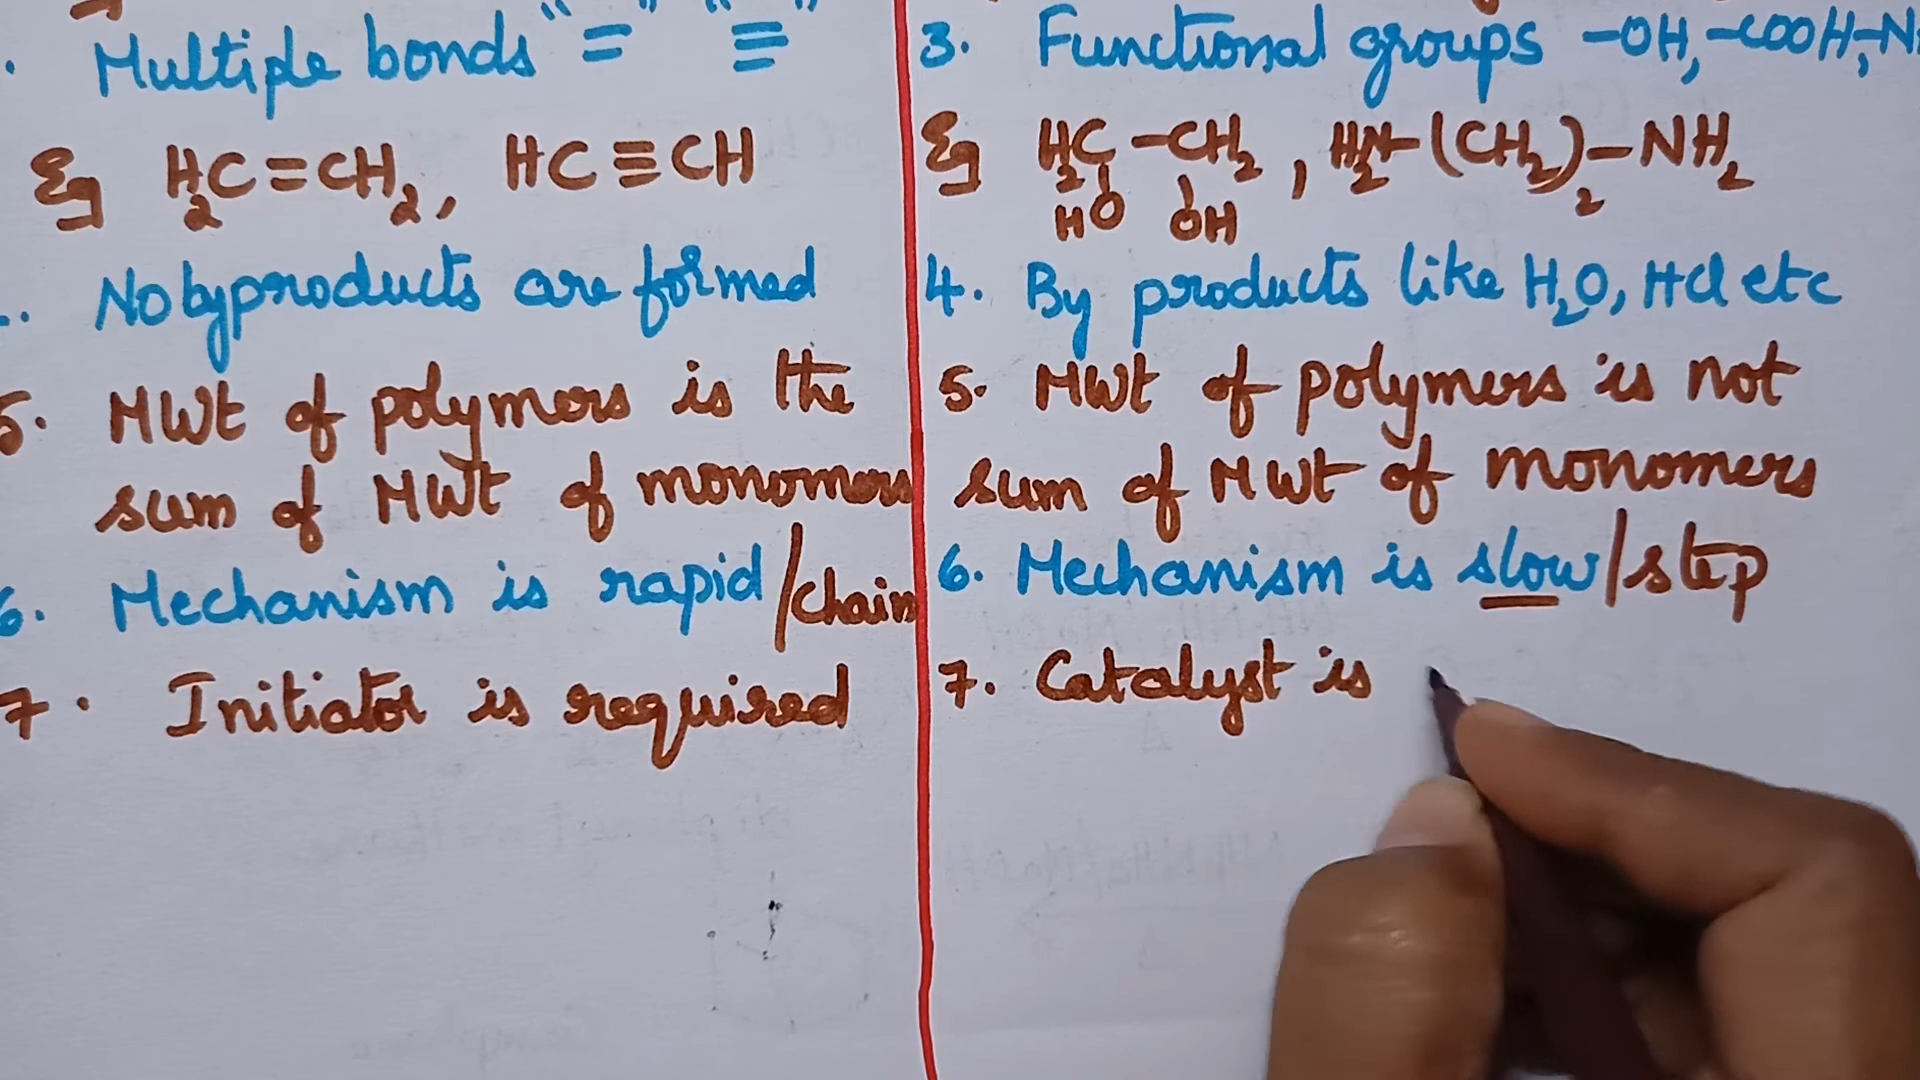 Multiple bonds "=" "≡"
Eg H₂C=CH₂, HC≡CH
No byproducts are formed
5. MWt of polymers is the
sum of MWt of monomers
6. Mechanism is rapid/chain
7. Initiator is required
3. Functional groups -OH, -COOH, -N
Eg H₂C-CH₂, H₂N-(CH₂)₂-NH₂
HO OH
4. By products like H₂O, HCl etc
5. MWt of polymers is not
sum of MWt of monomers
6. Mechanism is slow/step
7. Catalyst is